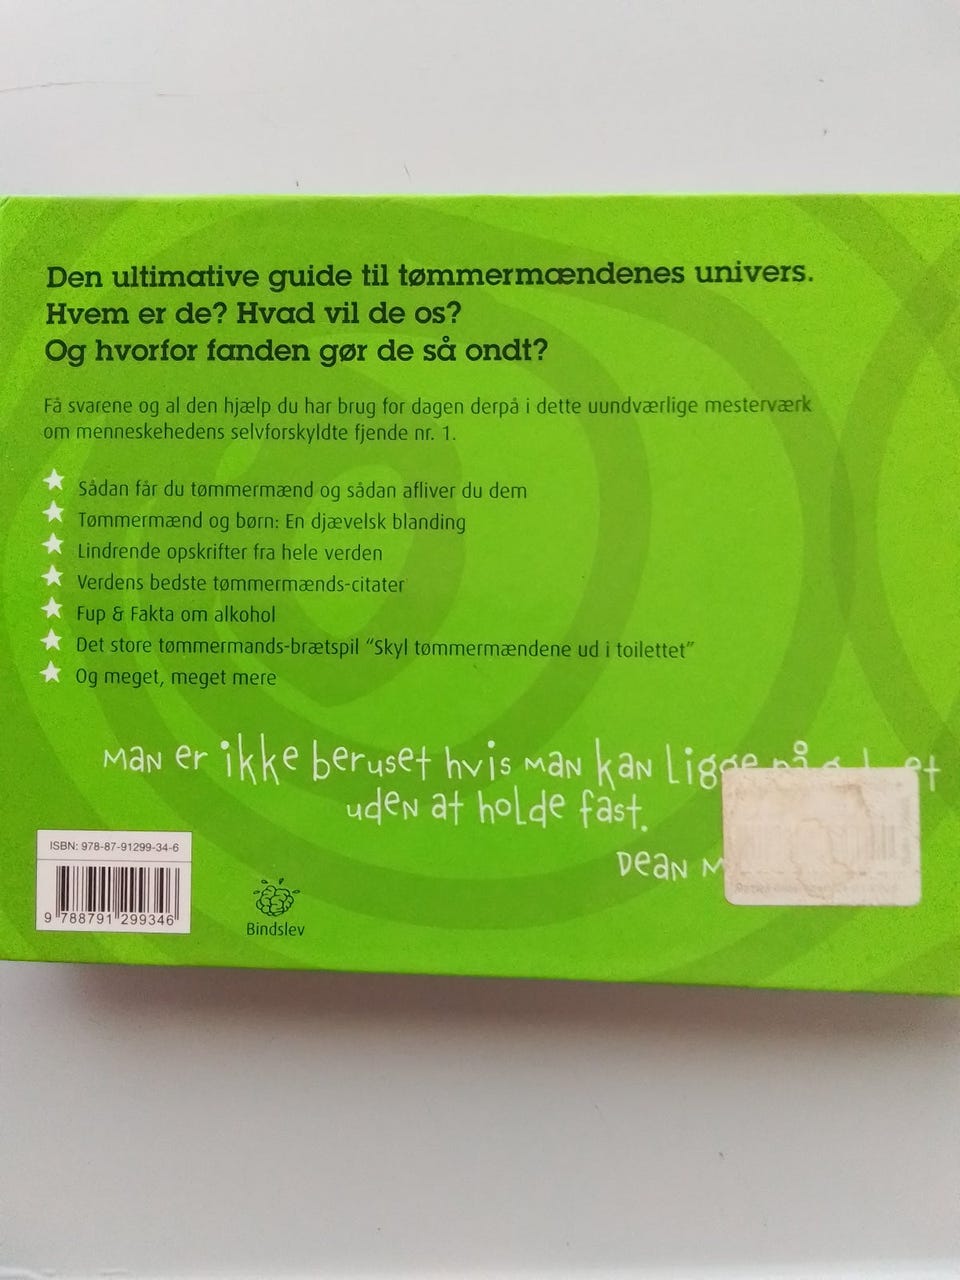 Den ultimative guide til tømmermændenes univers.
Hvem er de? Hvad vil de os?
Og hvorfor fanden gør de så ondt?
Få svarene og al den hjælp du har brug for dagen derpå i dette uundværlige mesterværk
om menneskehedens selvforskyldte fjende nr. 1.
Sådan får du tømmermænd og sådan afliver du dem
Tømmermænd og børn: En djævelsk blanding
Lindrende opskrifter fra hele verden
Verdens bedste tømmermænds-citater
Fup & Fakta om alkohol
Det store tømmermands-brætspil “Skyl tømmermændene ud i toilettet”
Og meget, meget mere
Man er ikke beruset hvis man kan ligge på
uden at holde fast.
Dean
ISBN: 978-87-91299-34-6
9 788791 299346
Bindslev